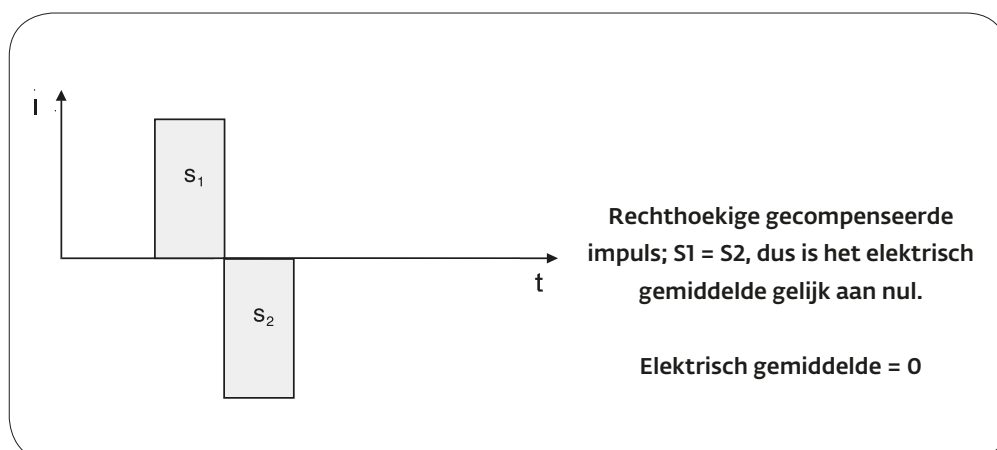 i
S₁
t
S₂
Rechthoekige gecompenseerde
impuls; S1 = S2, dus is het elektrisch
gemiddelde gelijk aan nul.
Elektrisch gemiddelde = 0